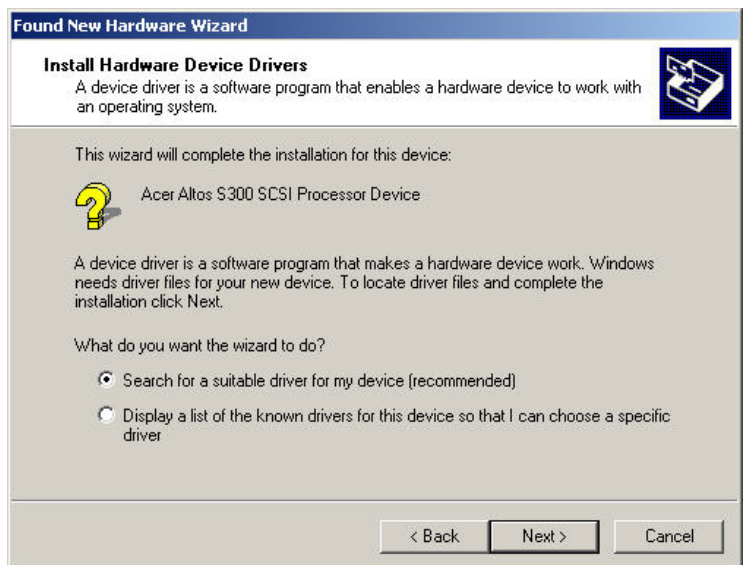 Found New Hardware Wizard
Install Hardware Device Drivers
A device driver is a software program that enables a hardware device to work with
an operating system.
This wizard will complete the installation for this device:
Acer Altos S300 SCSI Processor Device
A device driver is a software program that makes a hardware device work. Windows
needs driver files for your new device. To locate driver files and complete the
installation click Next.
What do you want the wizard to do?
Search for a suitable driver for my device (recommended)
Display a list of the known drivers for this device so that I can choose a specific
driver
< Back Next > Cancel